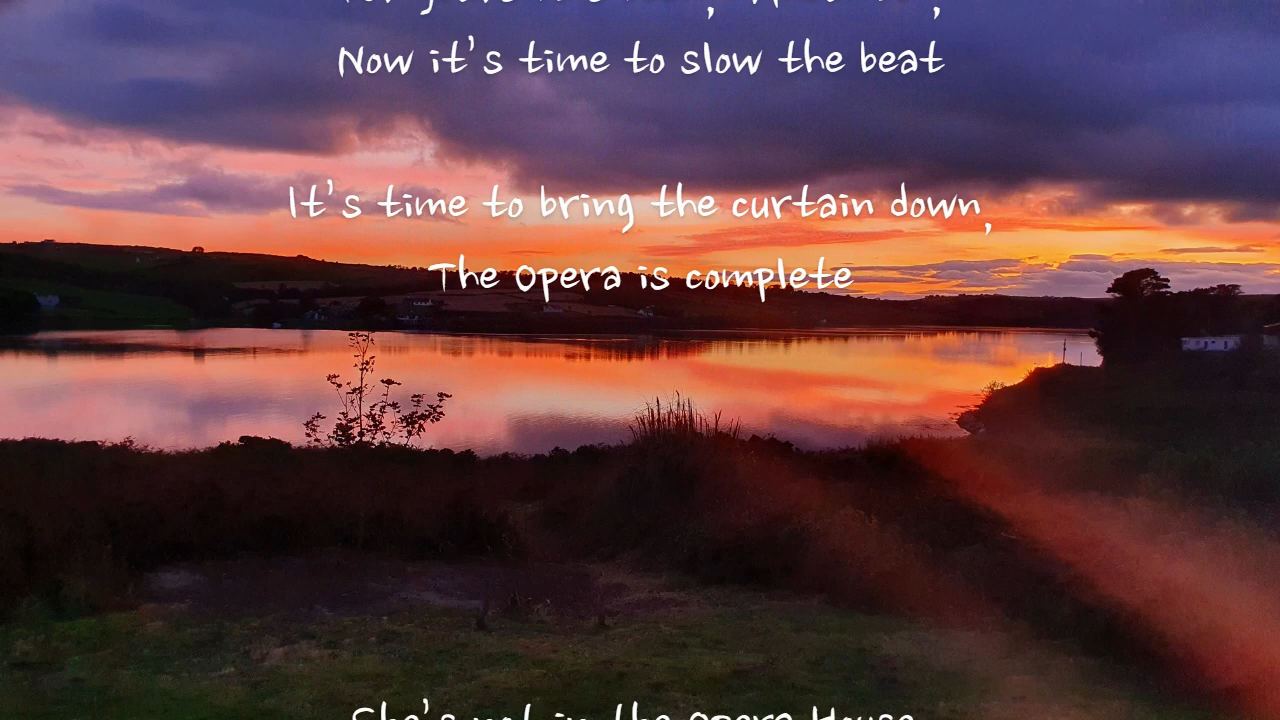 Now it's time to slow the beat
It's time to bring the curtain down,
The Opera is complete
She's not in the Opera House